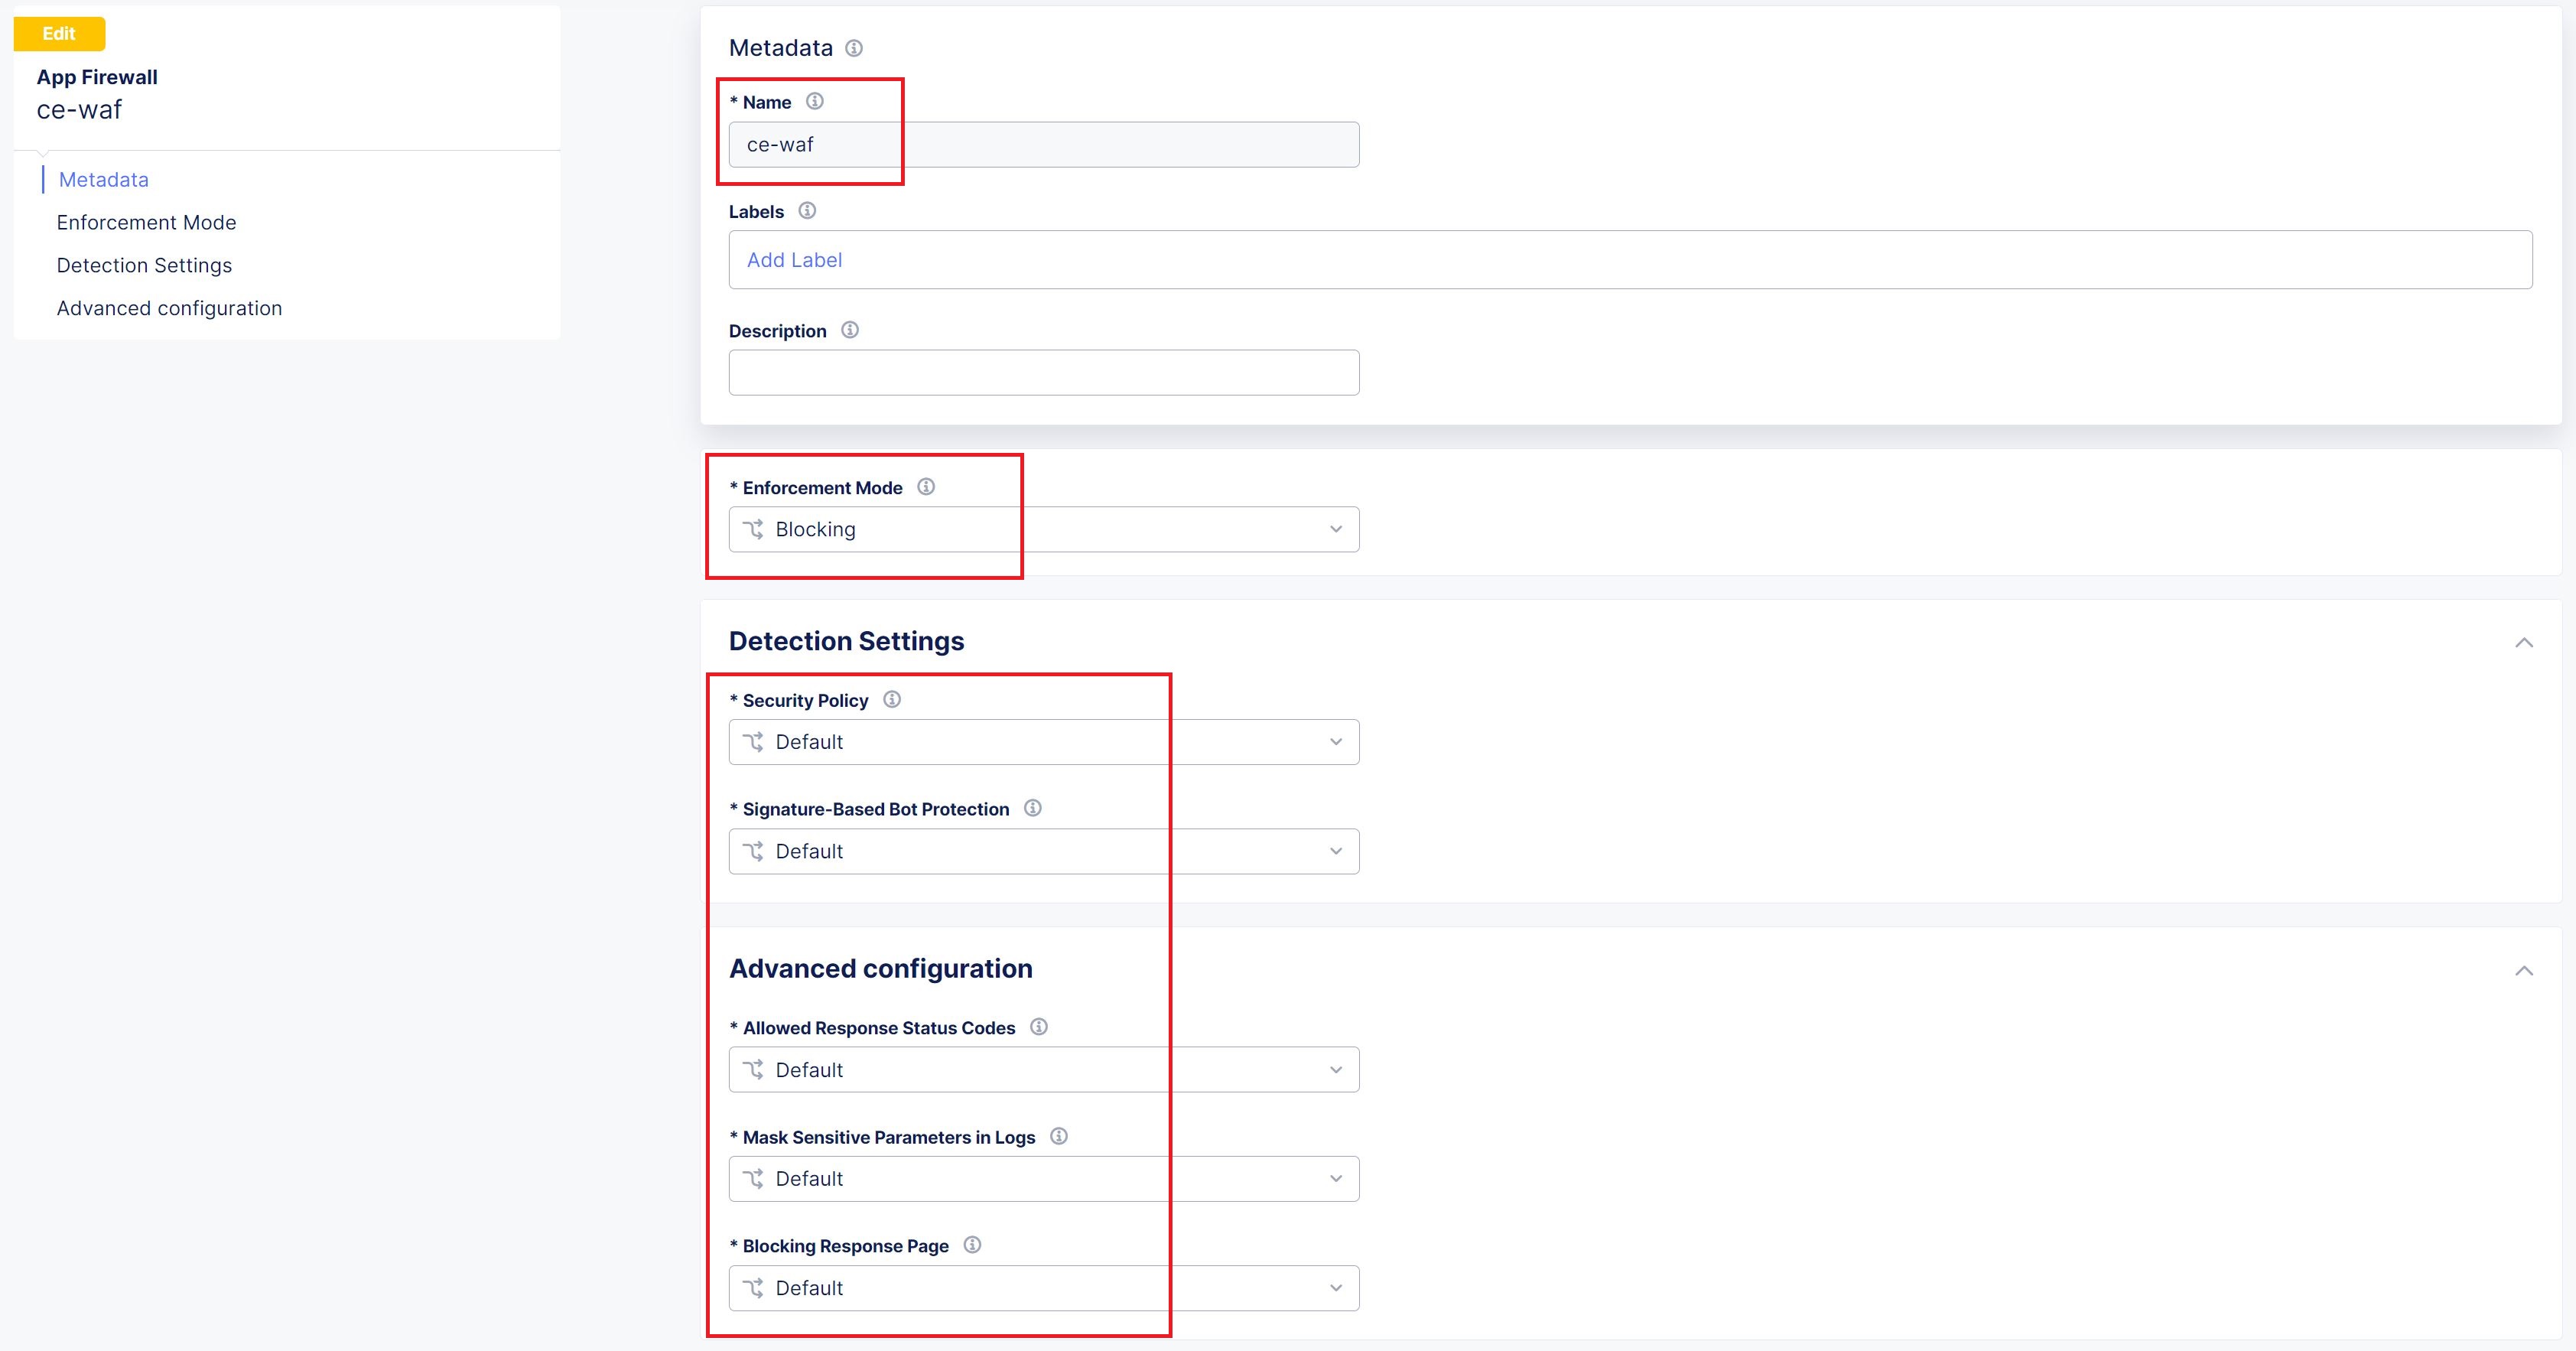 Edit
App Firewall
ce-waf
Metadata
Enforcement Mode
Detection Settings
Advanced configuration
Metadata
* Name
ce-waf
Labels
Add Label
Description
* Enforcement Mode
Blocking
Detection Settings
* Security Policy
Default
* Signature-Based Bot Protection
Default
Advanced configuration
* Allowed Response Status Codes
Default
* Mask Sensitive Parameters in Logs
Default
* Blocking Response Page
Default